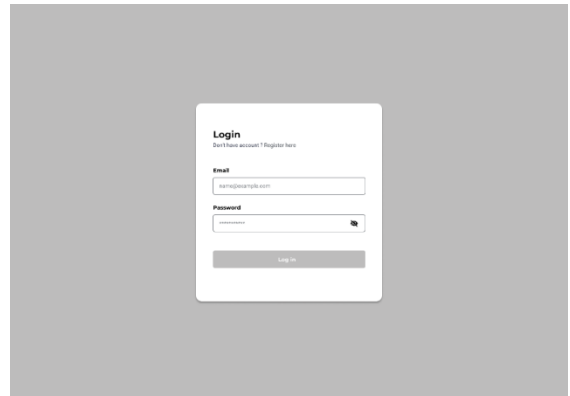 Login
Don't have account ? Register here
Email
name@example.com
Password
Log in